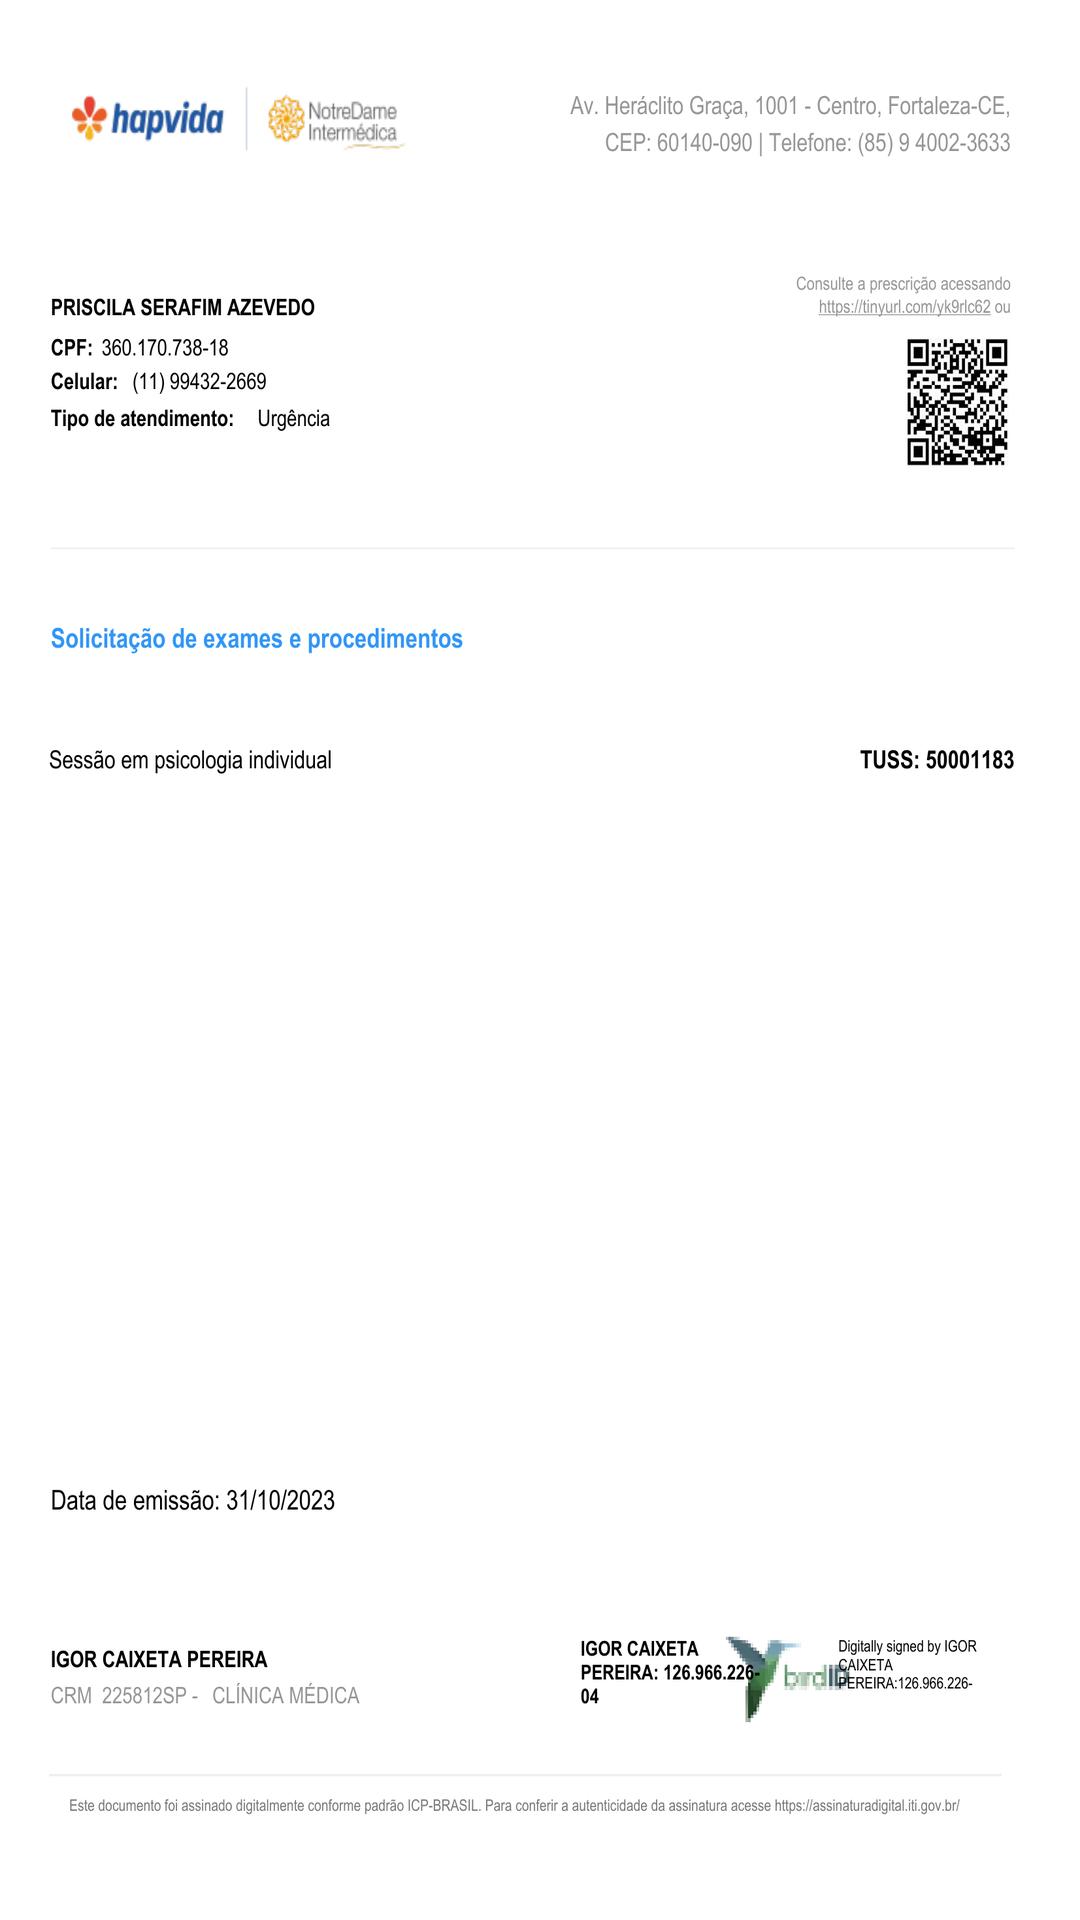 hapvida
NotreDame
Intermédica
Av. Heráclito Graça, 1001 - Centro, Fortaleza-CE,
CEP: 60140-090 | Telefone: (85) 9 4002-3633
Consulte a prescrição acessando
https://tinyurl.com/yk9rlc62 ou
PRISCILA SERAFIM AZEVEDO
CPF: 360.170.738-18
Celular: (11) 99432-2669
Tipo de atendimento: Urgência
Solicitação de exames e procedimentos
Sessão em psicologia individual TUSS: 50001183
Data de emissão: 31/10/2023
IGOR CAIXETA PEREIRA
CRM 225812SP - CLÍNICA MÉDICA
IGOR CAIXETA
PEREIRA: 126.966.226-
04
birdID
Digitally signed by IGOR
CAIXETA
PEREIRA:126.966.226-
Este documento foi assinado digitalmente conforme padrão ICP-BRASIL. Para conferir a autenticidade da assinatura acesse https://assinaturadigital.iti.gov.br/